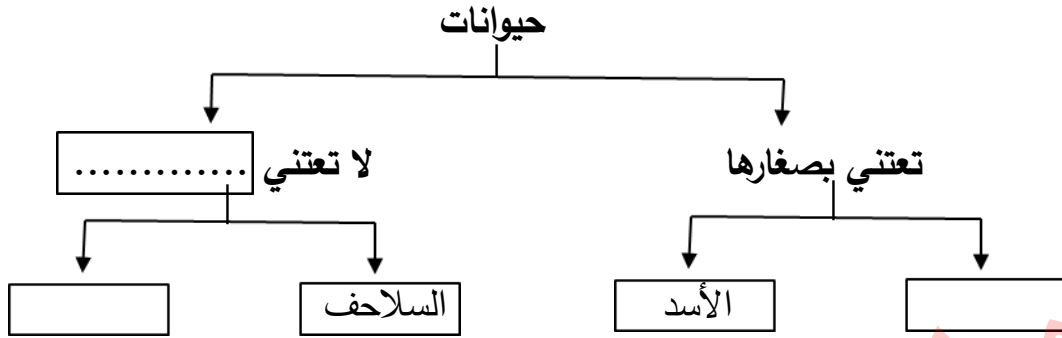 حيوانات
تعتني بصغارها
لا تعتني .............
الأسد
السلاحف